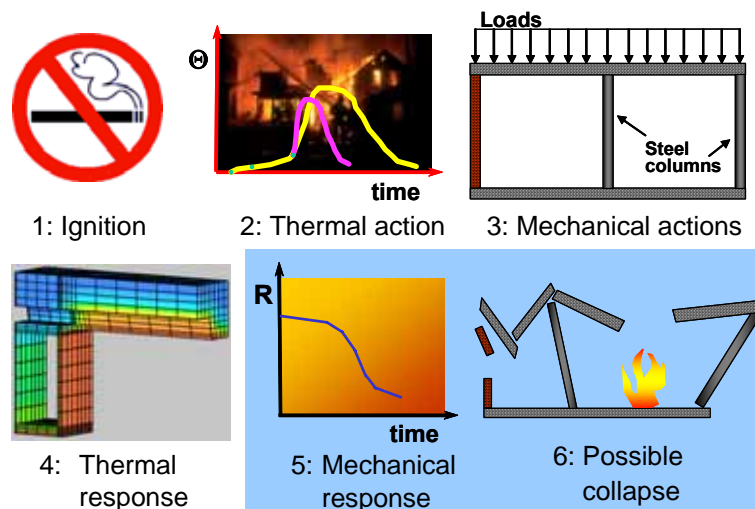 Loads
Θ
Steel
columns
time
1: Ignition
2: Thermal action
3: Mechanical actions
R
time
4: Thermal
response
5: Mechanical
response
6: Possible
collapse